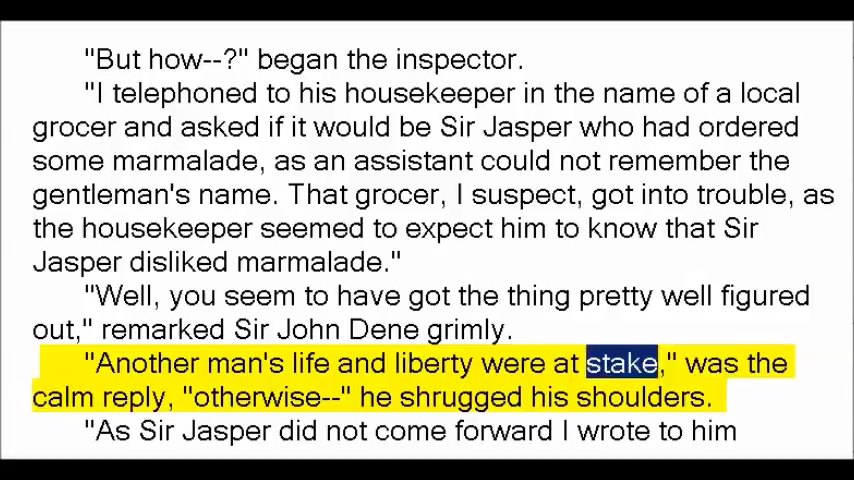 "But how--?" began the inspector.
"I telephoned to his housekeeper in the name of a local
grocer and asked if it would be Sir Jasper who had ordered
some marmalade, as an assistant could not remember the
gentleman's name. That grocer, I suspect, got into trouble, as
the housekeeper seemed to expect him to know that Sir
Jasper disliked marmalade."
"Well, you seem to have got the thing pretty well figured
out," remarked Sir John Dene grimly.
"Another man's life and liberty were at stake," was the
calm reply, "otherwise--" he shrugged his shoulders.
"As Sir Jasper did not come forward I wrote to him